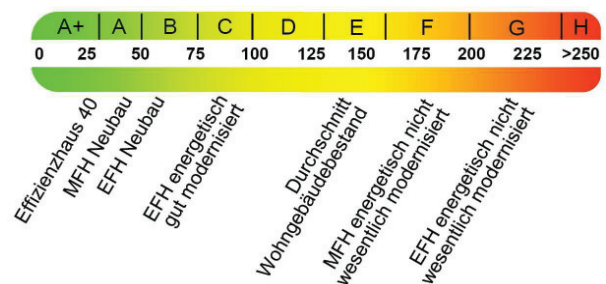 A+ A B C D E F G H
0 25 50 75 100 125 150 175 200 225 >250
Effizienzhaus 40
MFH Neubau
EFH Neubau
EFH energetisch
gut modernisiert
Durchschnitt
Wohngebäudebestand
MFH energetisch nicht
wesentlich modernisiert
EFH energetisch nicht
wesentlich modernisiert